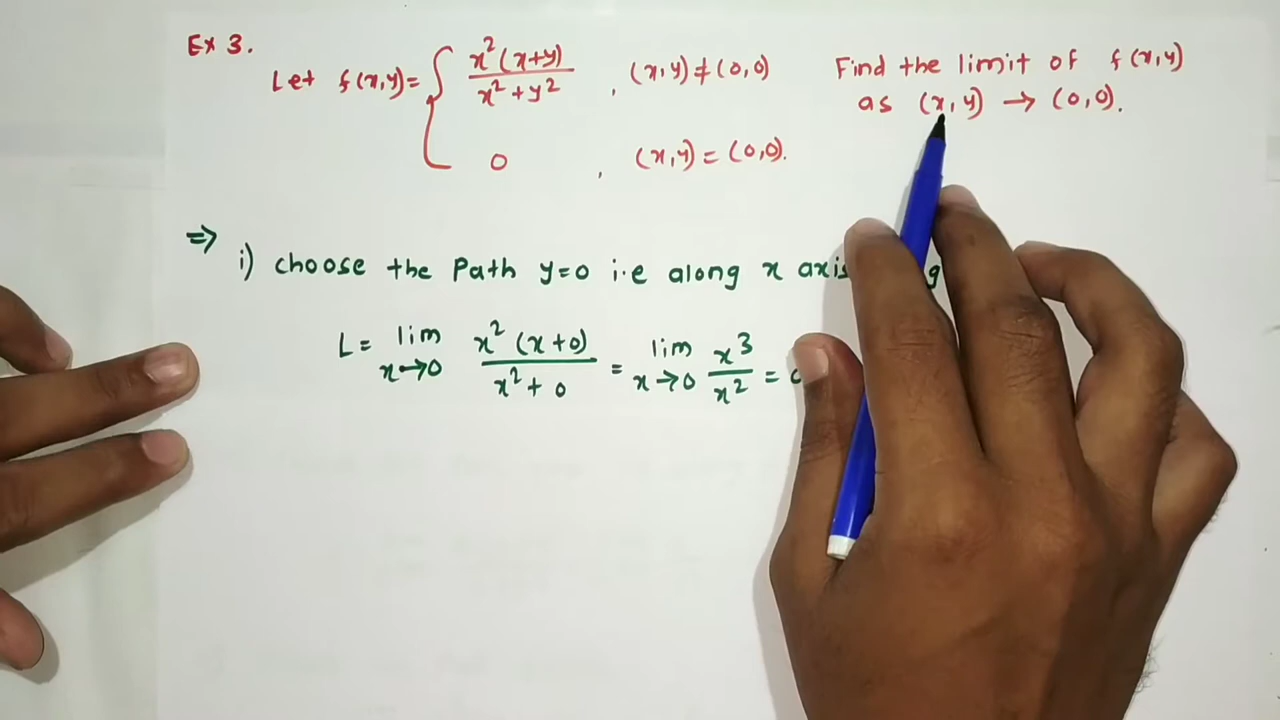 Ex 3.
Let f(x,y)= { x²(x+y) / x²+y² , (x,y)≠(0,0)
0 , (x,y)=(0,0).
Find the limit of f(x,y)
as (x,y) → (0,0).
⇒ i) choose the Path y=0 i.e along x axis
L= lim x→0 x²(x+0) / x²+0 = lim x→0 x³ / x² =